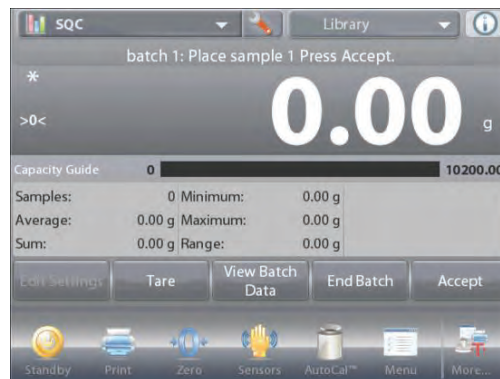 SQC Library
batch 1: Place sample 1 Press Accept.
*
>0< 0.00 g
Capacity Guide 0 10200.00
Samples: 0 Minimum: 0.00 g
Average: 0.00 g Maximum: 0.00 g
Sum: 0.00 g Range: 0.00 g
Edit Settings Tare View Batch Data End Batch Accept
Standby Print Zero Sensors AutoCal™ Menu More...